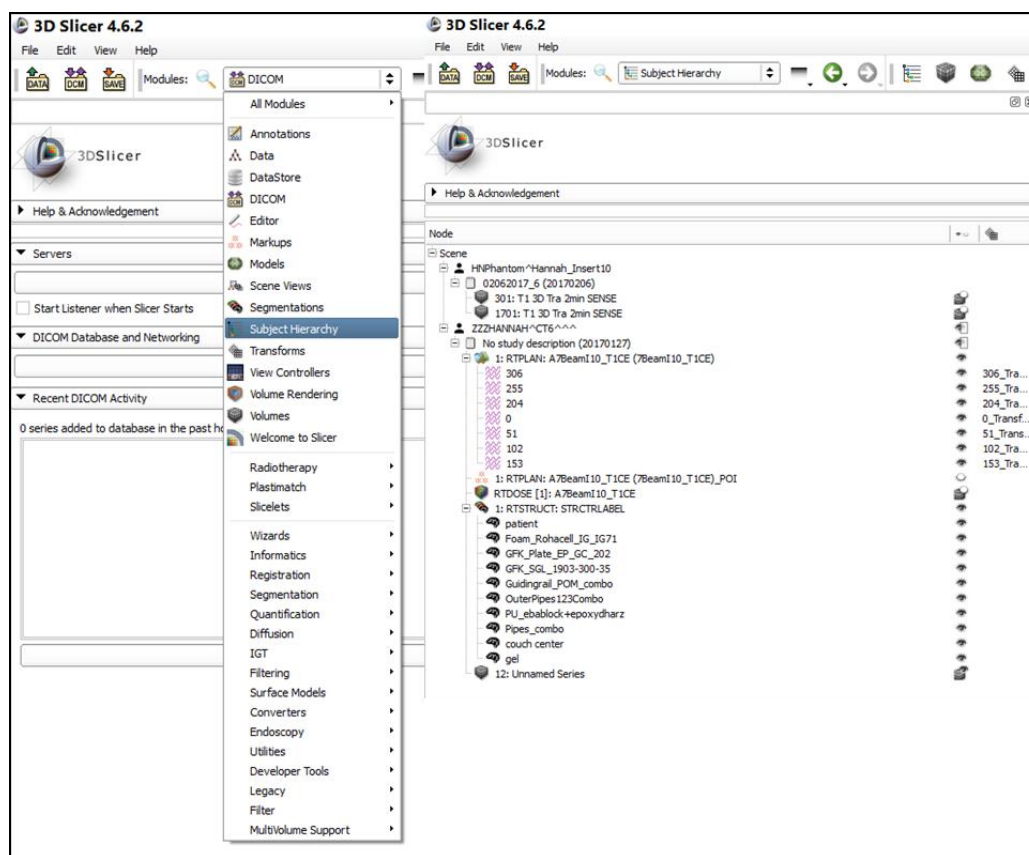 3D Slicer 4.6.2
File Edit View Help
DATA DCM SAVE Modules: DCM DICOM
All Modules
Annotations
Data
DataStore
DICOM
Editor
Markups
Models
Scene Views
Segmentations
Subject Hierarchy
Transforms
View Controllers
Volume Rendering
Volumes
Welcome to Slicer
Radiotherapy
Plastimatch
Slicelets
Wizards
Informatics
Registration
Segmentation
Quantification
Diffusion
IGT
Filtering
Surface Models
Converters
Endoscopy
Utilities
Developer Tools
Legacy
Filter
MultiVolume Support
3DSlicer
Help & Acknowledgement
Servers
Start Listener when Slicer Starts
DICOM Database and Networking
Recent DICOM Activity
0 series added to database in the past h
3D Slicer 4.6.2
File Edit View Help
DATA DCM SAVE Modules: Subject Hierarchy
3DSlicer
Help & Acknowledgement
Node
Scene
HNPhantom^Hannah_Insert10
02062017_6 (20170206)
301: T1 3D Tra 2min SENSE
1701: T1 3D Tra 2min SENSE
ZZZHANNAH^CT6^^^
No study description (20170127)
1: RTPLAN: A7BeamI10_T1CE (7BeamI10_T1CE)
306 306_Tra...
255 255_Tra...
204 204_Tra...
0 0_Transf...
51 51_Trans...
102 102_Tra...
153 153_Tra...
1: RTPLAN: A7BeamI10_T1CE (7BeamI10_T1CE)_POI
RTDOSE [1]: A7BeamI10_T1CE
1: RTSTRUCT: STRCTRLABEL
patient
Foam_Rohacell_IG_IG71
GFK_Plate_EP_GC_202
GFK_SGL_1903-300-35
Guidingrail_POM_combo
OuterPipes123Combo
PU_ebablock+epoxydharz
Pipes_combo
couch center
gel
12: Unnamed Series